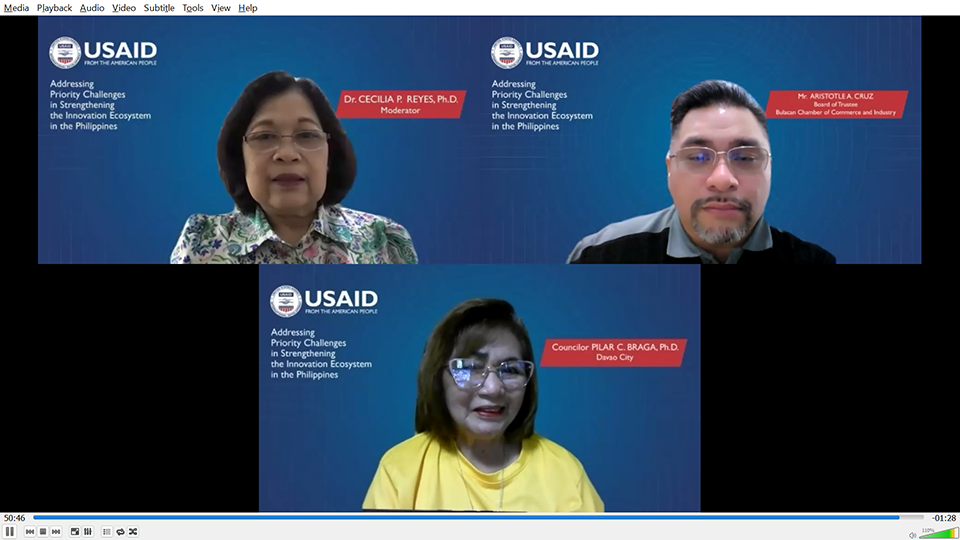 Media Playback Audio Video Subtitle Tools View Help
USAID
FROM THE AMERICAN PEOPLE
Addressing
Priority Challenges
in Strengthening
the Innovation Ecosystem
in the Philippines
Dr. CECILIA P. REYES, Ph.D.
Moderator
USAID
FROM THE AMERICAN PEOPLE
Addressing
Priority Challenges
in Strengthening
the Innovation Ecosystem
in the Philippines
Mr. ARISTOTLE A. CRUZ
Board of Trustee
Bulacan Chamber of Commerce and Industry
USAID
FROM THE AMERICAN PEOPLE
Addressing
Priority Challenges
in Strengthening
the Innovation Ecosystem
in the Philippines
Councilor PILAR C. BRAGA, Ph.D.
Davao City
50:46
-01:28
110%